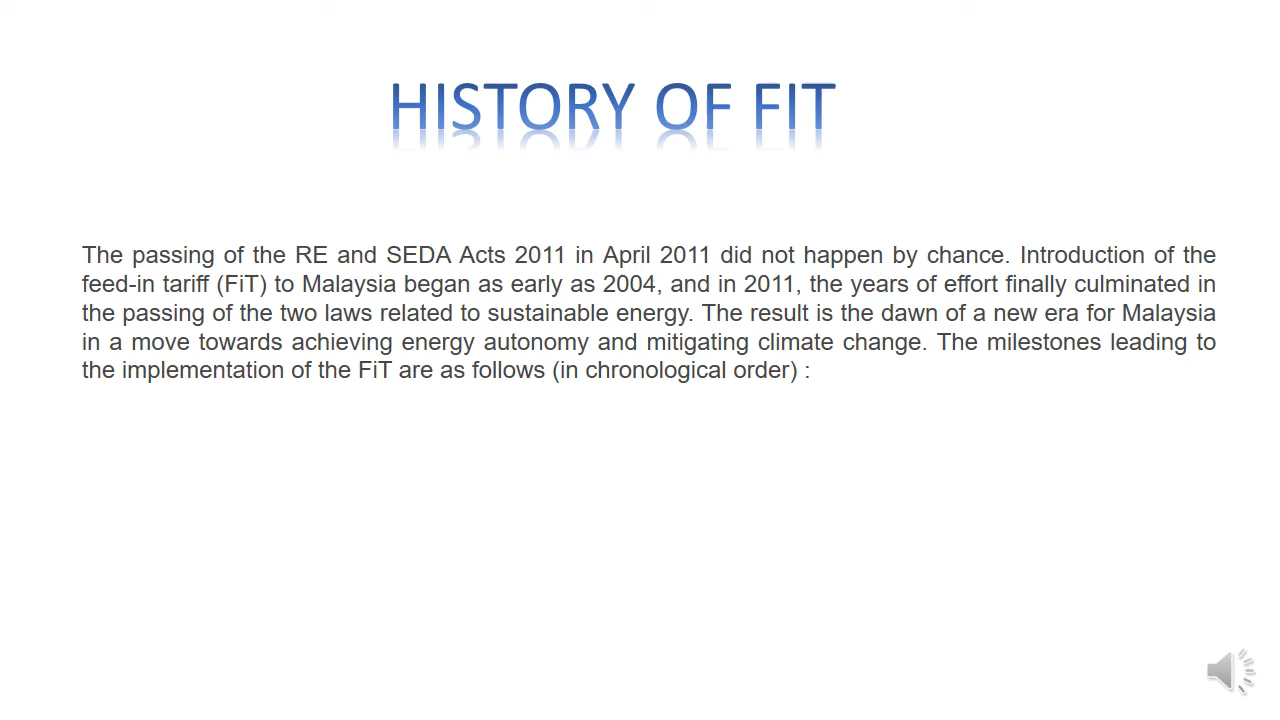 HISTORY OF FIT
The passing of the RE and SEDA Acts 2011 in April 2011 did not happen by chance. Introduction of the
feed-in tariff (FiT) to Malaysia began as early as 2004, and in 2011, the years of effort finally culminated in
the passing of the two laws related to sustainable energy. The result is the dawn of a new era for Malaysia
in a move towards achieving energy autonomy and mitigating climate change. The milestones leading to
the implementation of the FiT are as follows (in chronological order) :